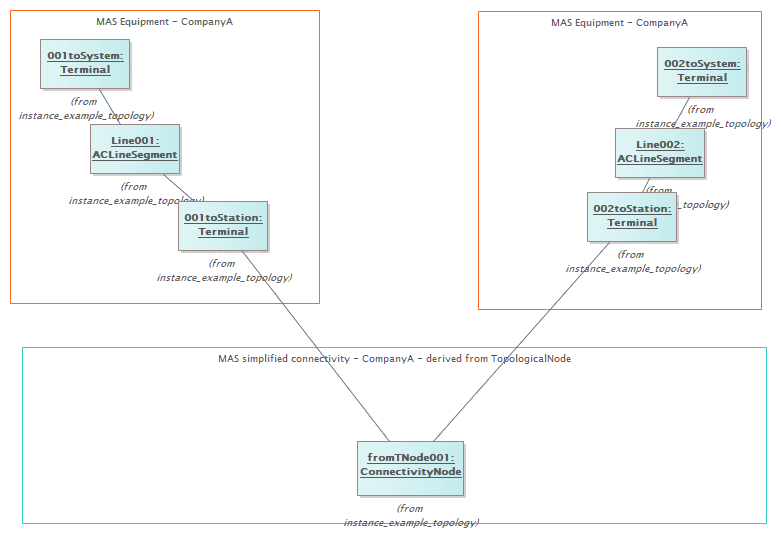 MAS Equipment - CompanyA
001toSystem:
Terminal
(from
instance_example_topology)
Line001:
ACLineSegment
(from
instance_example_topology)
001toStation:
Terminal
(from
instance_example_topology)
MAS Equipment - CompanyA
002toSystem:
Terminal
(from
instance_example_topology)
Line002:
ACLineSegment
(from
_topology)
002toStation:
Terminal
(from
instance_example_topology)
MAS simplified connectivity - CompanyA - derived from TopologicalNode
fromTNode001:
ConnectivityNode
(from
instance_example_topology)